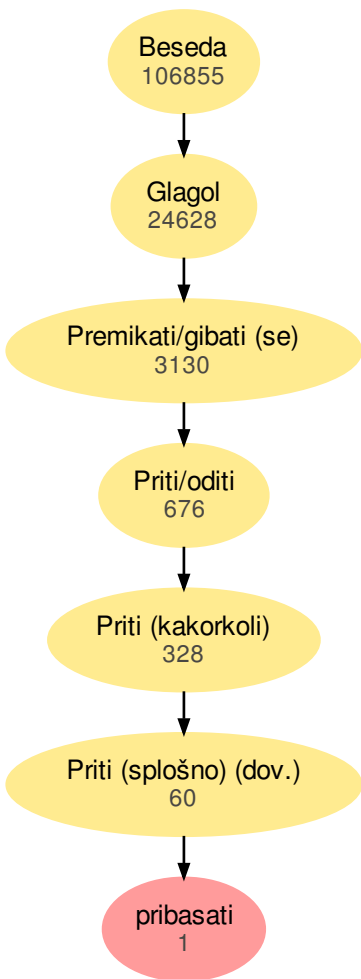 Beseda
106855
Glagol
24628
Premikati/gibati (se)
3130
Priti/oditi
676
Priti (kakorkoli)
328
Priti (splošno) (dov.)
60
pribasati
1